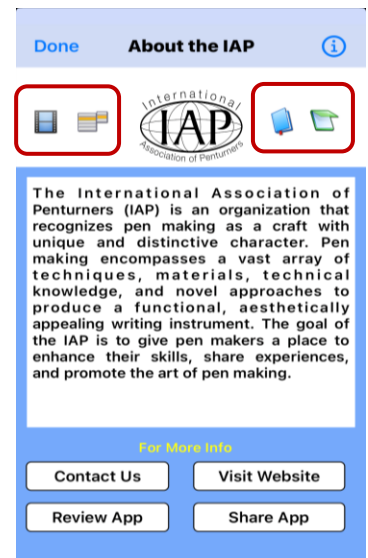 Done About the IAP
International
IAP
Association of Penturners
The International Association of
Penturners (IAP) is an organization that
recognizes pen making as a craft with
unique and distinctive character. Pen
making encompasses a vast array of
techniques, materials, technical
knowledge, and novel approaches to
produce a functional, aesthetically
appealing writing instrument. The goal of
the IAP is to give pen makers a place to
enhance their skills, share experiences,
and promote the art of pen making.
For More Info
Contact Us Visit Website
Review App Share App